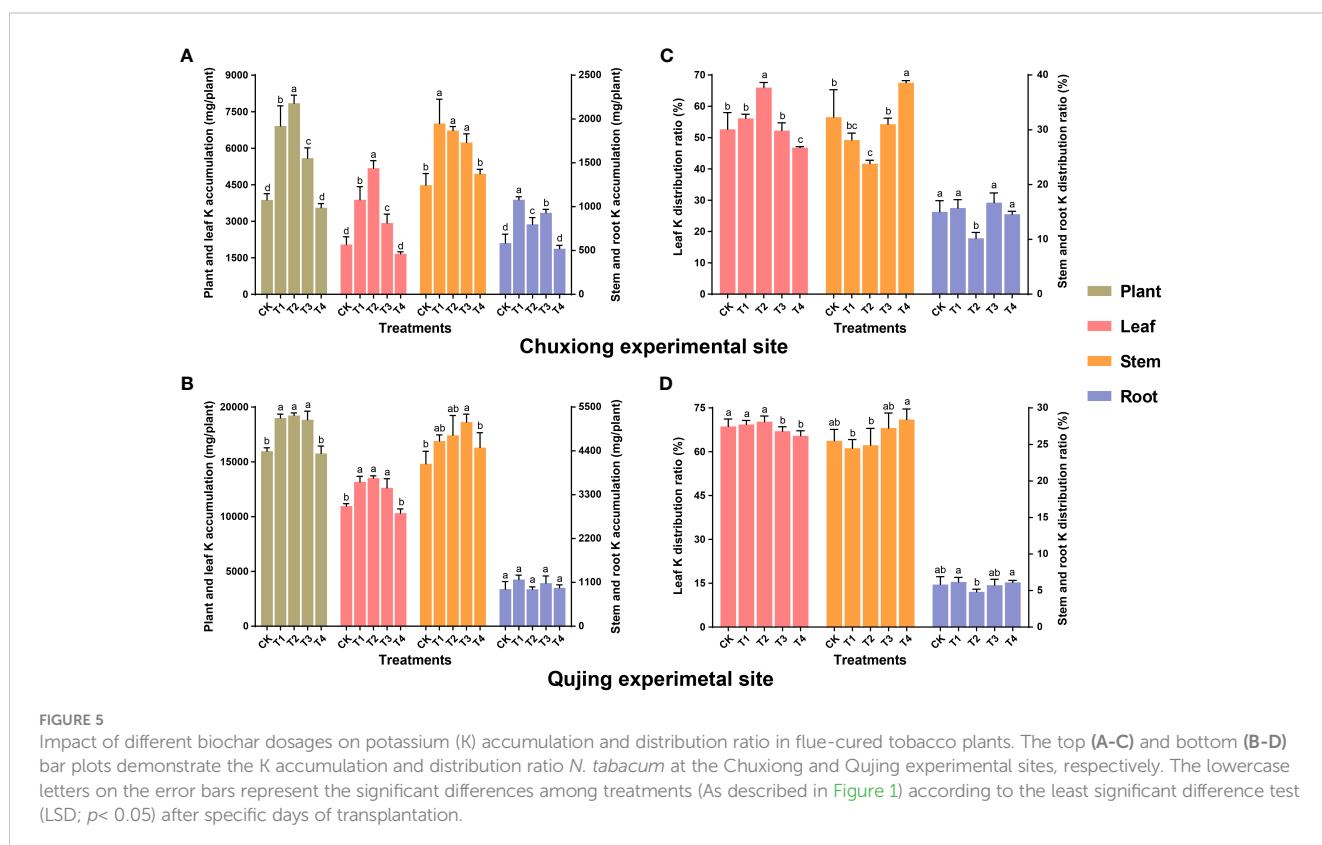 A
Plant and leaf K accumulation (mg/plant)
9000
7500
6000
4500
3000
1500
0
d b a c d
d b a c d
b a a a b
d a c b d
2500
2000
1500
1000
500
0
Stem and root K accumulation (mg/plant)
CK T1 T2 T3 T4 CK T1 T2 T3 T4 CK T1 T2 T3 T4 CK T1 T2 T3 T4
Treatments
C
Leaf K distribution ratio (%)
70
60
50
40
30
20
10
0
b b a b c
b bc c b a
a a b a a
40
30
20
10
0
Stem and root K distribution ratio (%)
CK T1 T2 T3 T4 CK T1 T2 T3 T4 CK T1 T2 T3 T4
Treatments
Chuxiong experimental site
Plant
Leaf
Stem
Root
B
Plant and leaf K accumulation (mg/plant)
20000
15000
10000
5000
0
b a a a b
b a a a b
b ab ab a b
a a a a a
5500
4400
3300
2200
1100
0
Stem and root K accumulation (mg/plant)
CK T1 T2 T3 T4 CK T1 T2 T3 T4 CK T1 T2 T3 T4 CK T1 T2 T3 T4
Treatments
D
Leaf K distribution ratio (%)
75
60
45
30
15
0
a a a b b
ab b b ab a
ab a b ab a
30
25
20
15
10
5
0
Stem and root K distribution ratio (%)
CK T1 T2 T3 T4 CK T1 T2 T3 T4 CK T1 T2 T3 T4
Treatments
Qujing experimetal site
FIGURE 5
Impact of different biochar dosages on potassium (K) accumulation and distribution ratio in flue-cured tobacco plants. The top (A-C) and bottom (B-D)
bar plots demonstrate the K accumulation and distribution ratio N. tabacum at the Chuxiong and Qujing experimental sites, respectively. The lowercase
letters on the error bars represent the significant differences among treatments (As described in Figure 1) according to the least significant difference test
(LSD; p< 0.05) after specific days of transplantation.